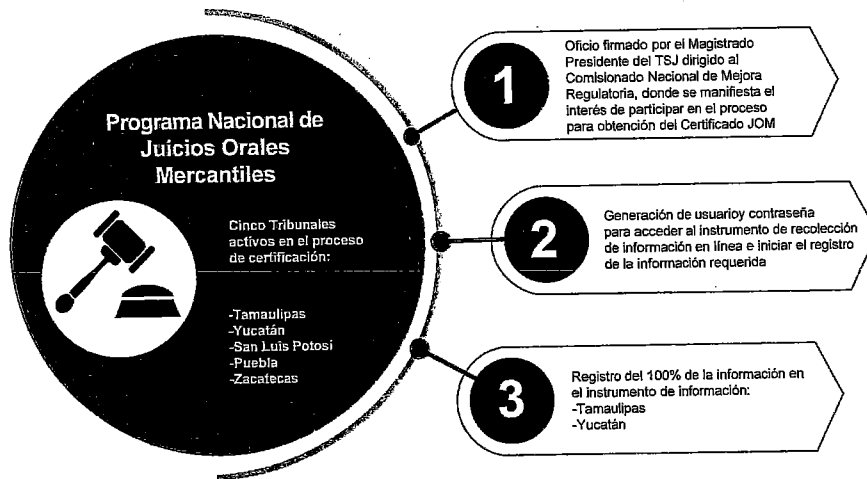 Programa Nacional de
Juicios Orales
Mercantiles
Cinco Tribunales
activos en el proceso
de certificación:
-Tamaulipas
-Yucatán
-San Luis Potosi
-Puebla
-Zacatecas
1
Oficio firmado por el Magistrado
Presidente del TSJ dirigido al
Comisionado Nacional de Mejora
Regulatoria, donde se manifiesta el
interés de participar en el proceso
para obtención del Certificado JOM
2
Generación de usuarioy contraseña
para acceder al instrumento de recolección
de información en línea e iniciar el registro
de la información requerida
3
Registro del 100% de la información en
el instrumento de información:
-Tamaulipas
-Yucatán